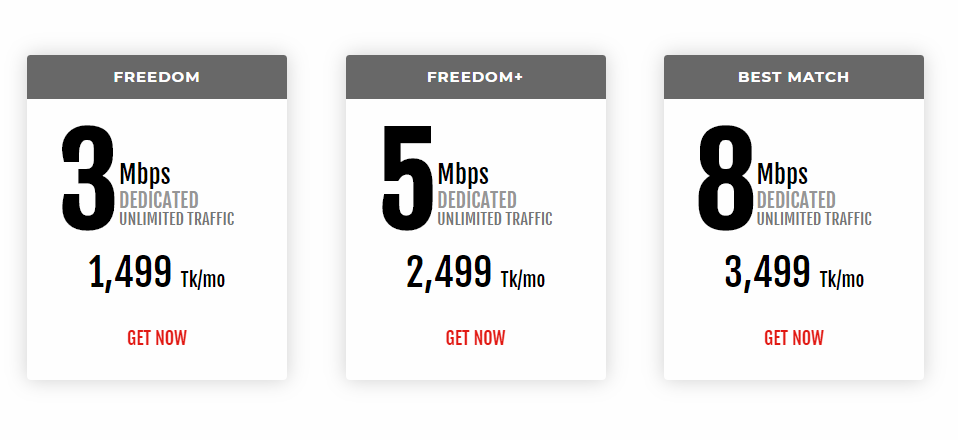 FREEDOM
3 Mbps
DEDICATED
UNLIMITED TRAFFIC
1,499 Tk/mo
GET NOW
FREEDOM+
5 Mbps
DEDICATED
UNLIMITED TRAFFIC
2,499 Tk/mo
GET NOW
BEST MATCH
8 Mbps
DEDICATED
UNLIMITED TRAFFIC
3,499 Tk/mo
GET NOW